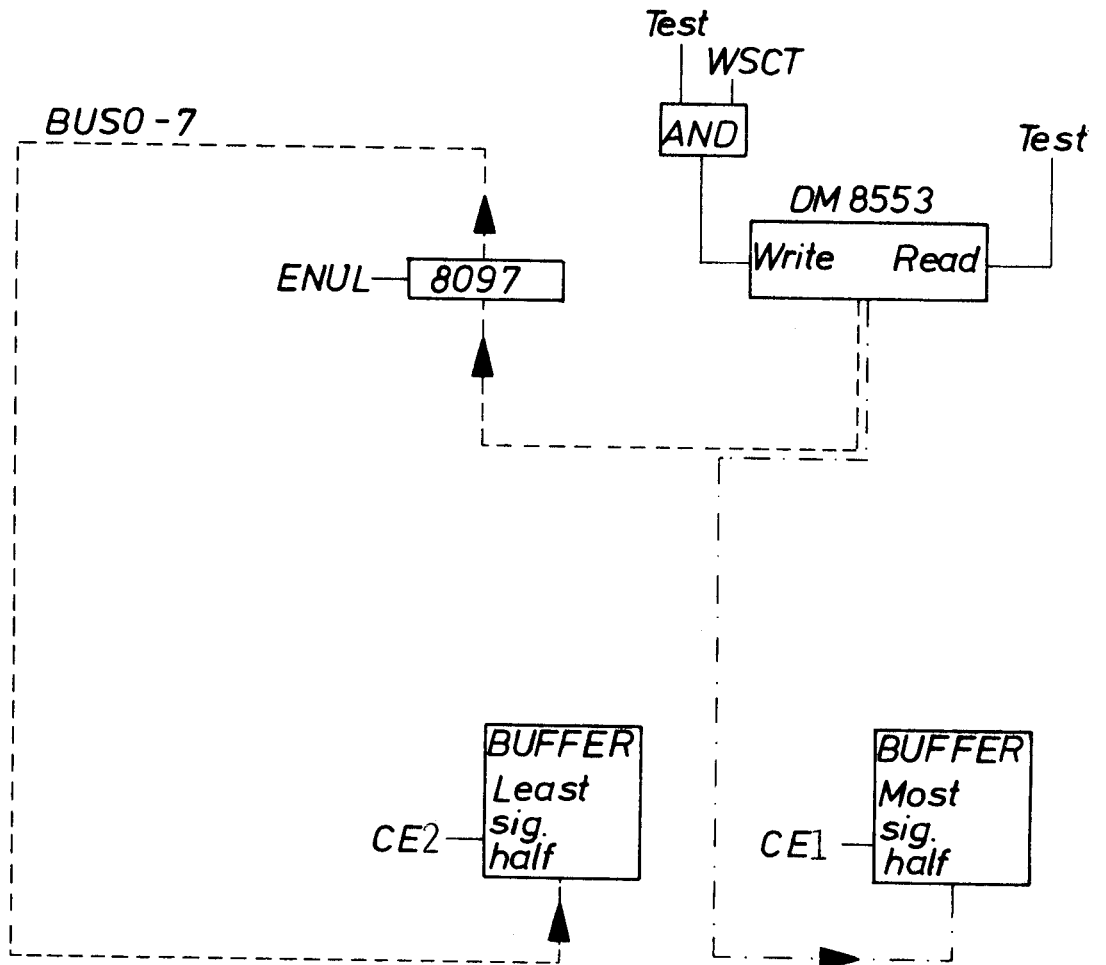 Test
WSCT
BUS0-7
AND
Test
DM 8553
Write Read
ENUL
8097
BUFFER
Least
sig.
half
CE2
BUFFER
Most
sig.
half
CE1